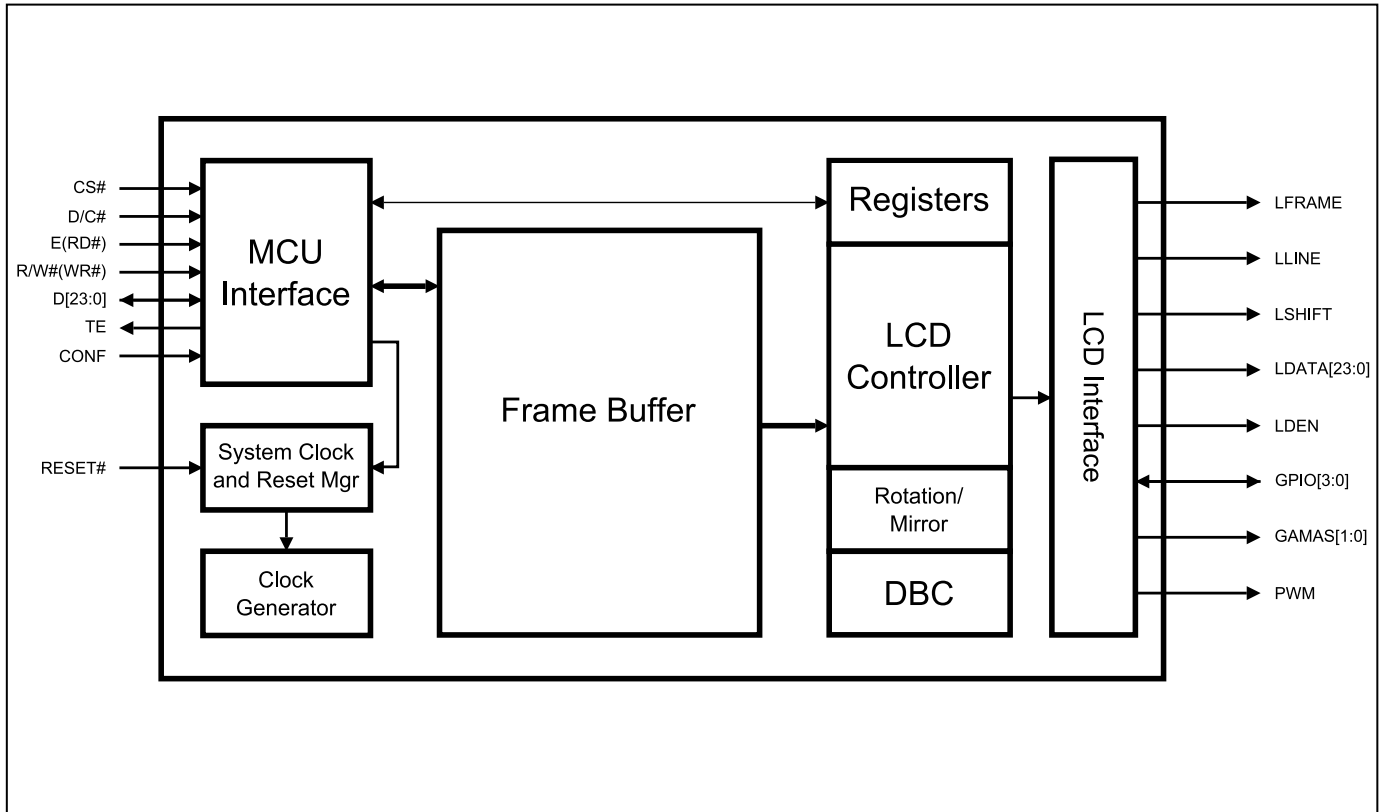 CS#
D/C#
E(RD#)
R/W#(WR#)
D[23:0]
TE
CONF
RESET#
MCU
Interface
System Clock
and Reset Mgr
Clock
Generator
Frame Buffer
Registers
LCD
Controller
Rotation/
Mirror
DBC
LCD Interface
LFRAME
LLINE
LSHIFT
LDATA[23:0]
LDEN
GPIO[3:0]
GAMAS[1:0]
PWM